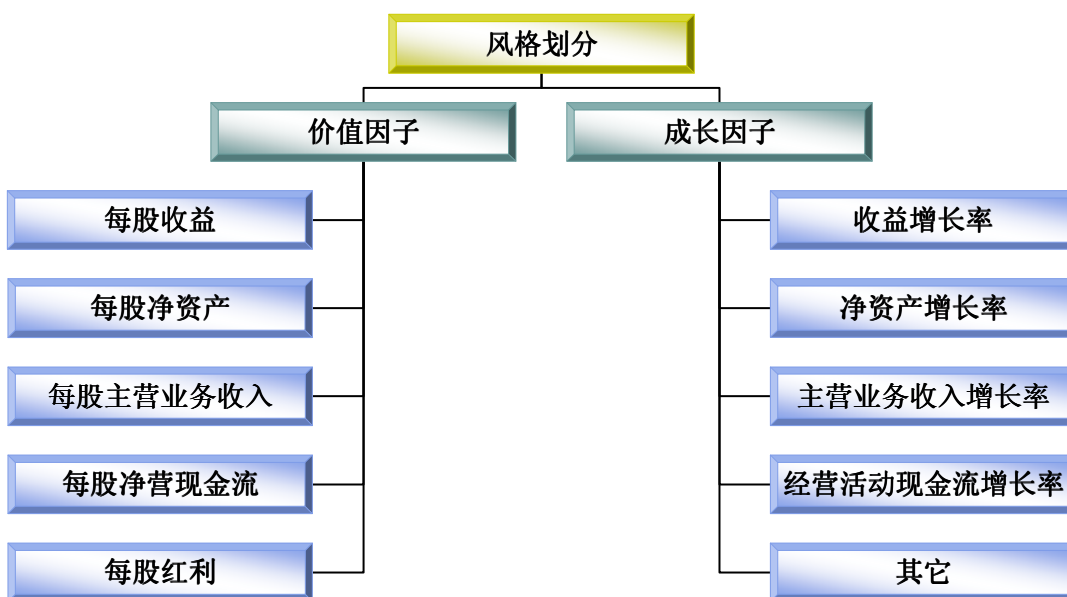 风格划分
价值因子
成长因子
每股收益
收益增长率
每股净资产
净资产增长率
每股主营业务收入
主营业务收入增长率
每股净营现金流
经营活动现金流增长率
每股红利
其它